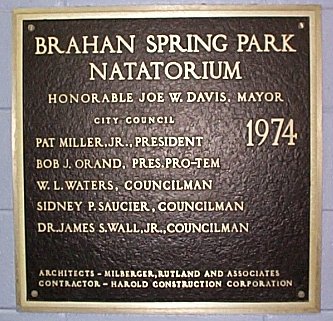 BRAHAN SPRING PARK
NATATORIUM
HONORABLE JOE W. DAVIS, MAYOR
CITY COUNCIL
1974
PAT MILLER, JR., PRESIDENT
BOB J. ORAND, PRES. PRO-TEM
W. L. WATERS, COUNCILMAN
SIDNEY P. SAUCIER, COUNCILMAN
DR. JAMES S. WALL, JR., COUNCILMAN
ARCHITECTS - MILBERGER, RUTLAND AND ASSOCIATES
CONTRACTOR - HAROLD CONSTRUCTION CORPORATION